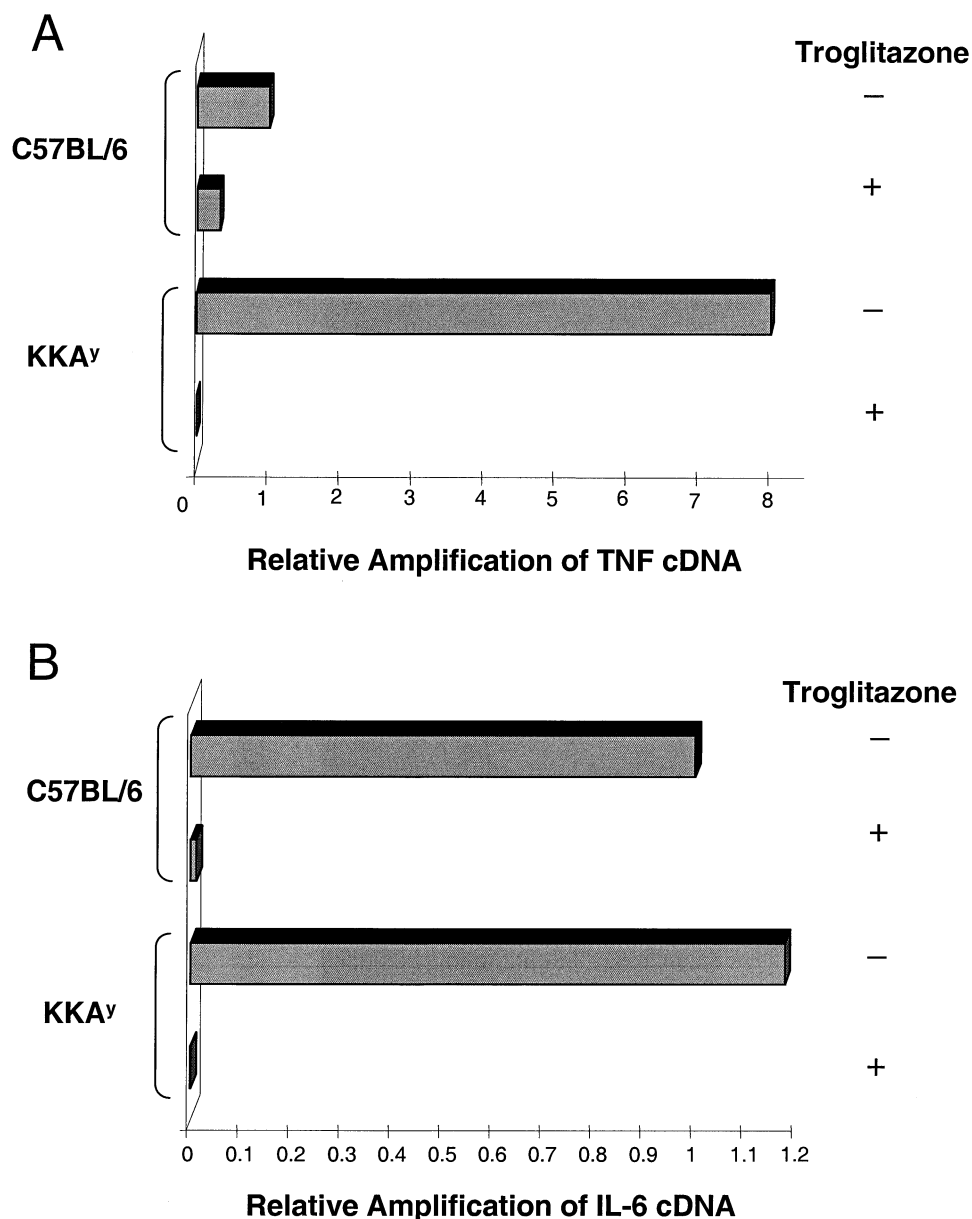 A
Troglitazone
C57BL/6
−
+
KKAʸ
−
+
0 1 2 3 4 5 6 7 8
Relative Amplification of TNF cDNA
B
Troglitazone
C57BL/6
−
+
KKAʸ
−
+
0 0.1 0.2 0.3 0.4 0.5 0.6 0.7 0.8 0.9 1 1.1 1.2
Relative Amplification of IL-6 cDNA